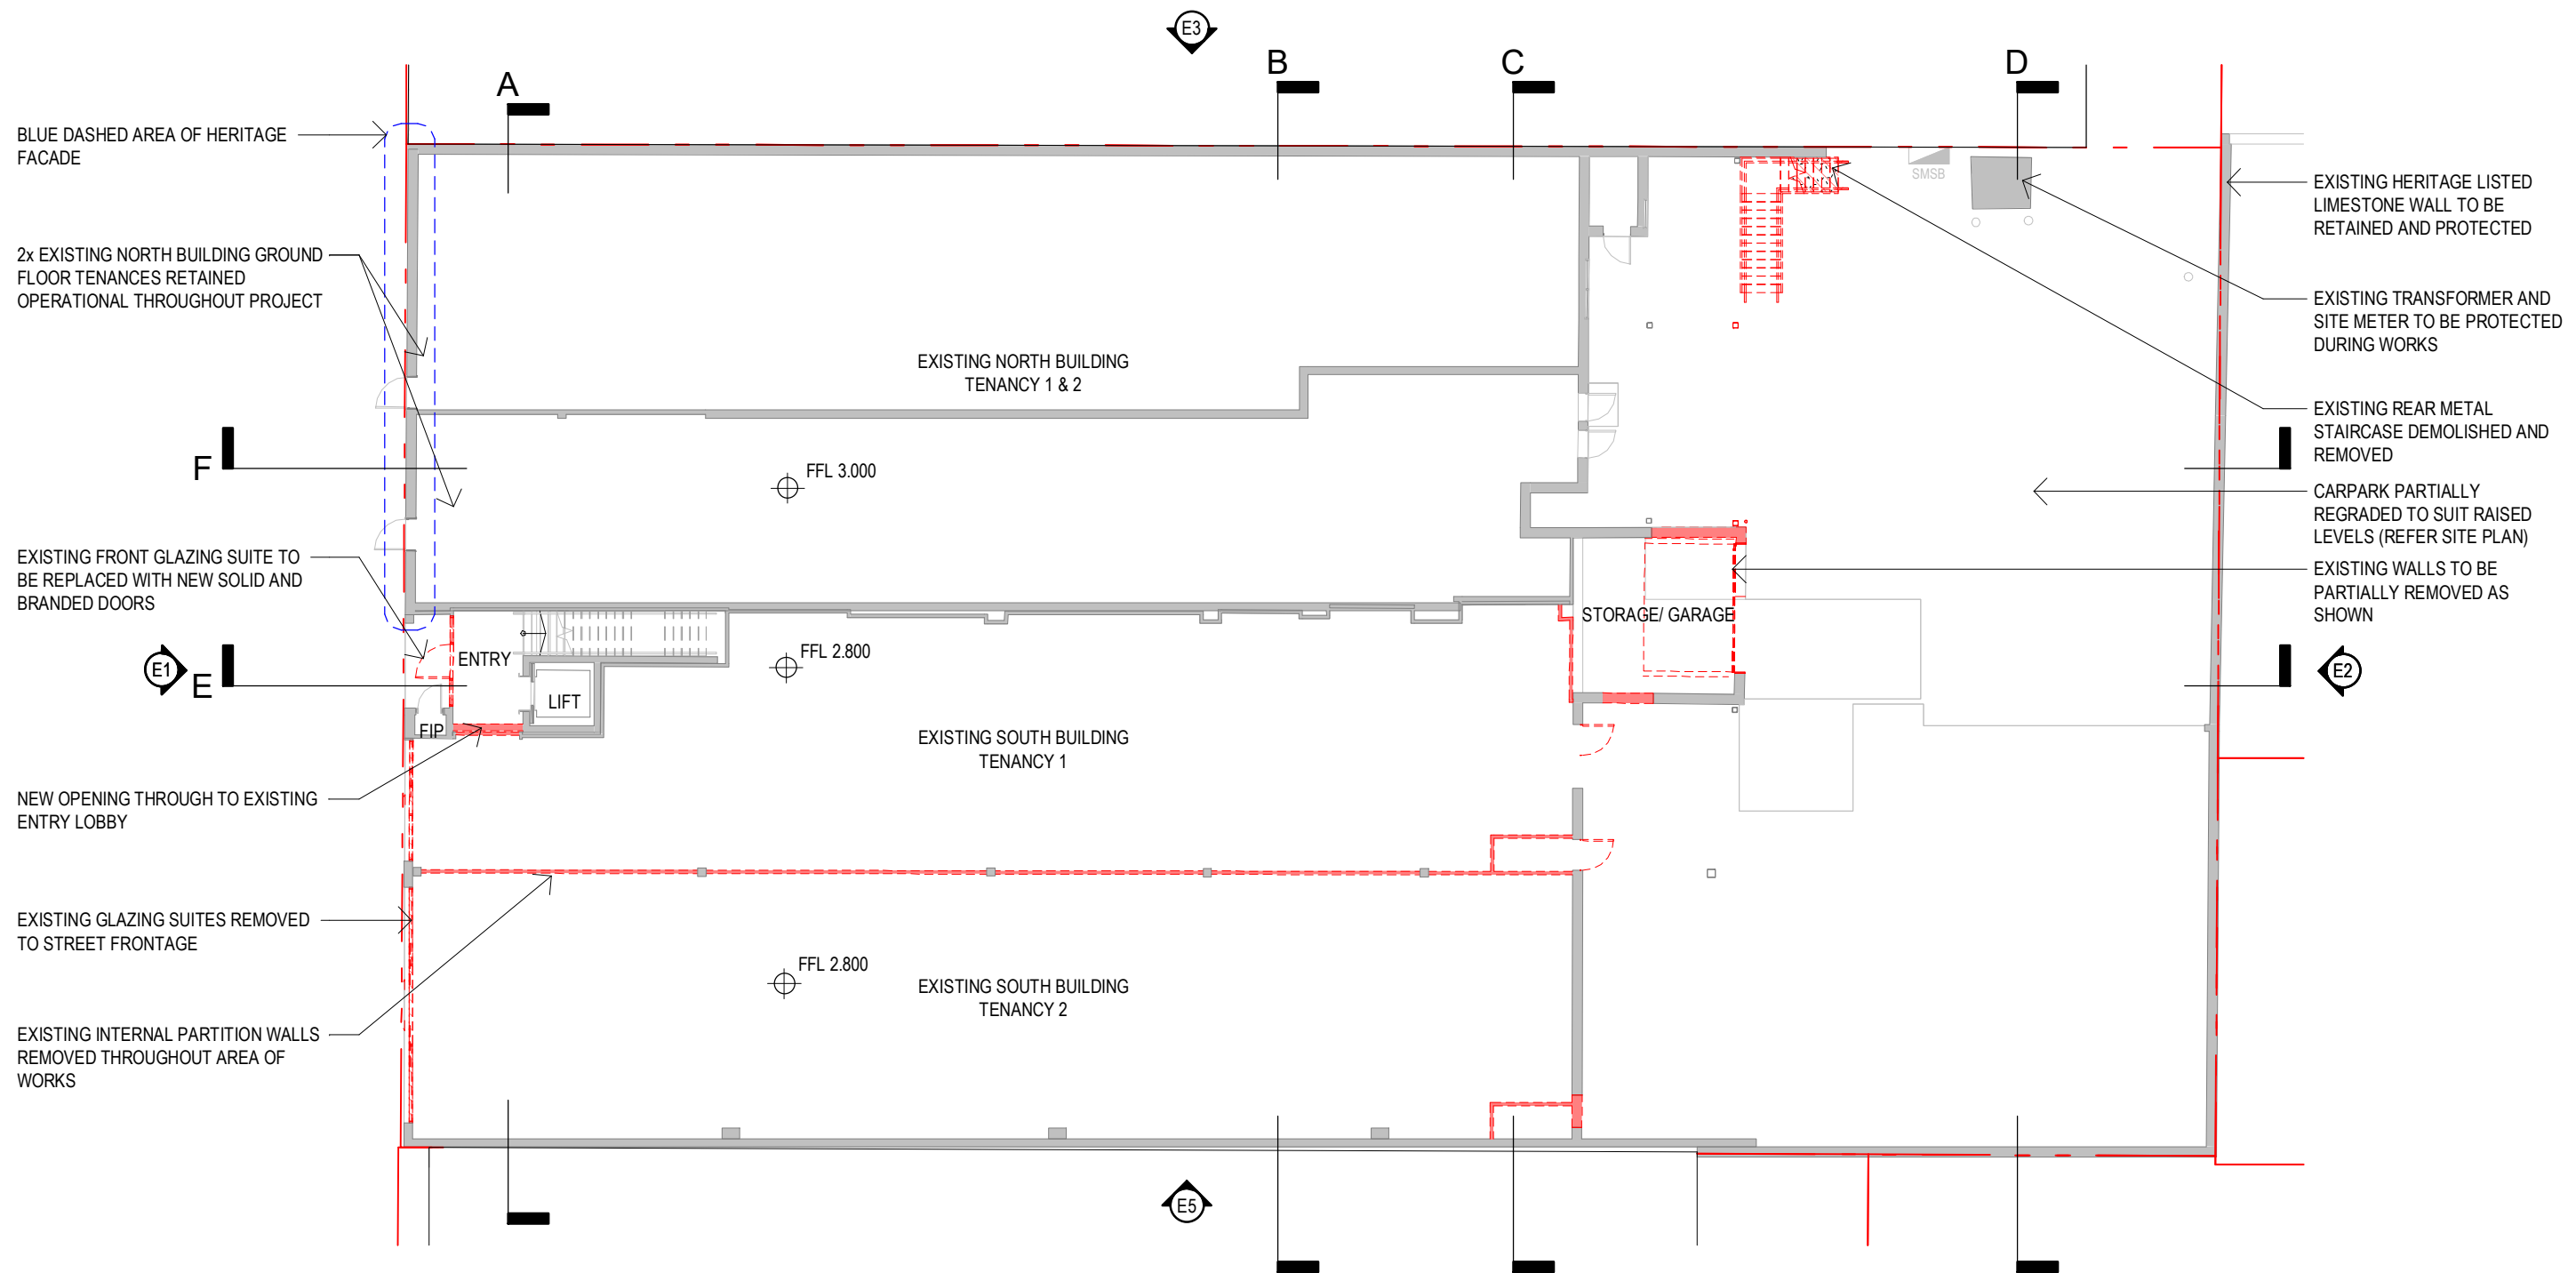 E3
A
B
C
D
BLUE DASHED AREA OF HERITAGE
FACADE
2x EXISTING NORTH BUILDING GROUND
FLOOR TENANCES RETAINED
OPERATIONAL THROUGHOUT PROJECT
F
EXISTING FRONT GLAZING SUITE TO
BE REPLACED WITH NEW SOLID AND
BRANDED DOORS
E1
E
NEW OPENING THROUGH TO EXISTING
ENTRY LOBBY
EXISTING GLAZING SUITES REMOVED
TO STREET FRONTAGE
EXISTING INTERNAL PARTITION WALLS
REMOVED THROUGHOUT AREA OF
WORKS
EXISTING NORTH BUILDING
TENANCY 1 & 2
FFL 3.000
ENTRY
LIFT
FIP
FFL 2.800
EXISTING SOUTH BUILDING
TENANCY 1
FFL 2.800
EXISTING SOUTH BUILDING
TENANCY 2
STORAGE/ GARAGE
SMSB
EXISTING HERITAGE LISTED
LIMESTONE WALL TO BE
RETAINED AND PROTECTED
EXISTING TRANSFORMER AND
SITE METER TO BE PROTECTED
DURING WORKS
EXISTING REAR METAL
STAIRCASE DEMOLISHED AND
REMOVED
CARPARK PARTIALLY
REGRADED TO SUIT RAISED
LEVELS (REFER SITE PLAN)
EXISTING WALLS TO BE
PARTIALLY REMOVED AS
SHOWN
E2
E5